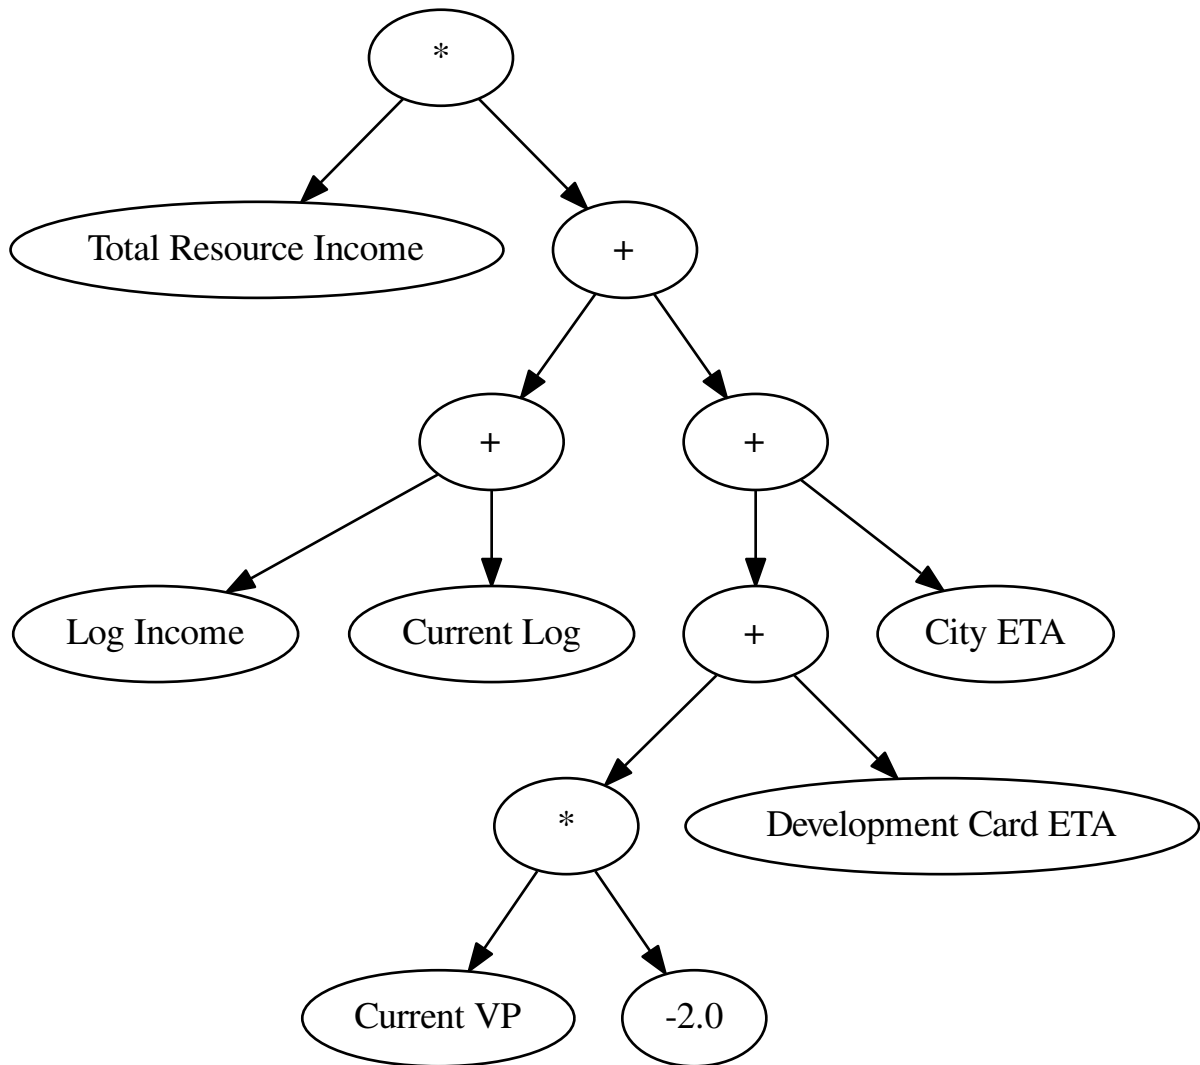 *
Total Resource Income
+
+
+
Log Income
Current Log
+
City ETA
*
Development Card ETA
Current VP
-2.0